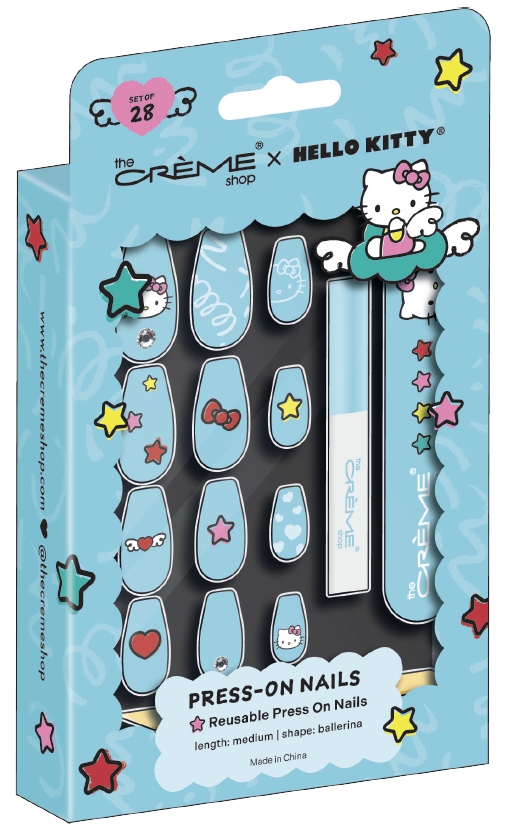 SET OF
28
the
CRÈME®
shop
x HELLO KITTY®
www.thecremeshop.com ♥ @thecremeshop
the
CRÈME®
shop
the
CRÈME®
PRESS-ON NAILS
Reusable Press On Nails
length: medium | shape: ballerina
Made in China